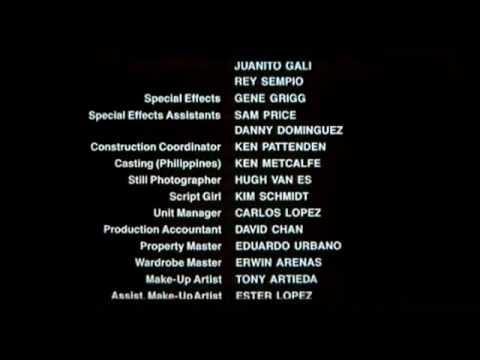 JUANITO GALI
REY SEMPIO
Special Effects GENE GRIGG
Special Effects Assistants SAM PRICE
DANNY DOMINGUEZ
Construction Coordinator KEN PATTENDEN
Casting (Philippines) KEN METCALFE
Still Photographer HUGH VAN ES
Script Girl KIM SCHMIDT
Unit Manager CARLOS LOPEZ
Production Accountant DAVID CHAN
Property Master EDUARDO URBANO
Wardrobe Master ERWIN ARENAS
Make-Up Artist TONY ARTIEDA
Assist. Make-Up Artist ESTER LOPEZ